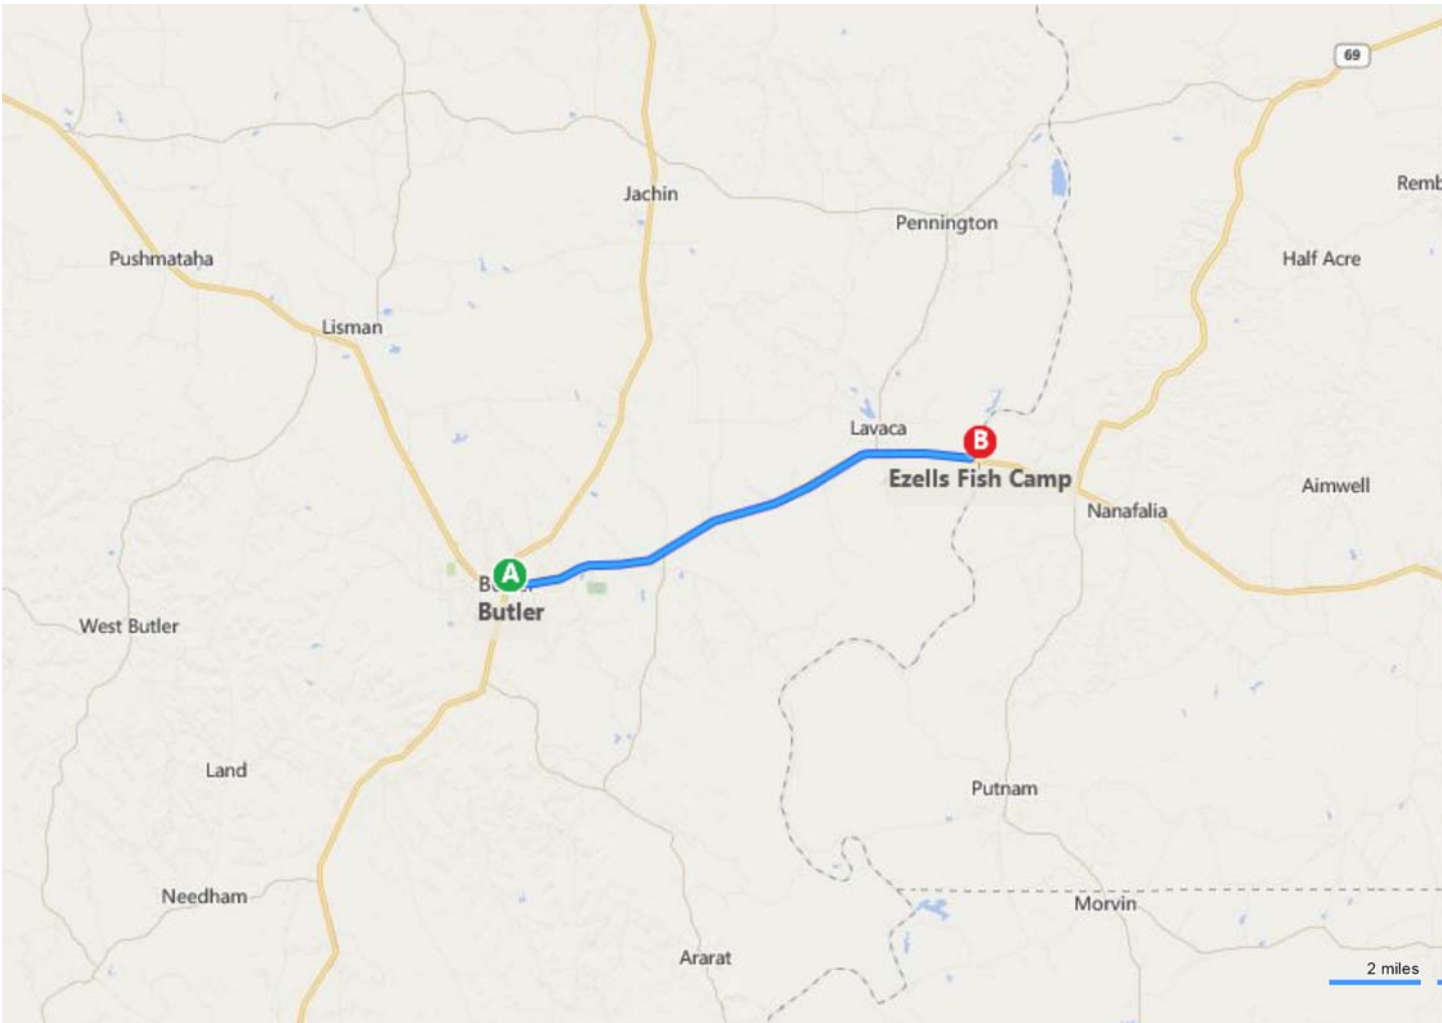 69
Jachin
Remb
Pennington
Pushmataha
Half Acre
Lisman
Lavaca
B
Ezells Fish Camp
Aimwell
Nanafalia
A
Butler
West Butler
Land
Putnam
Needham
Morvin
Ararat
2 miles